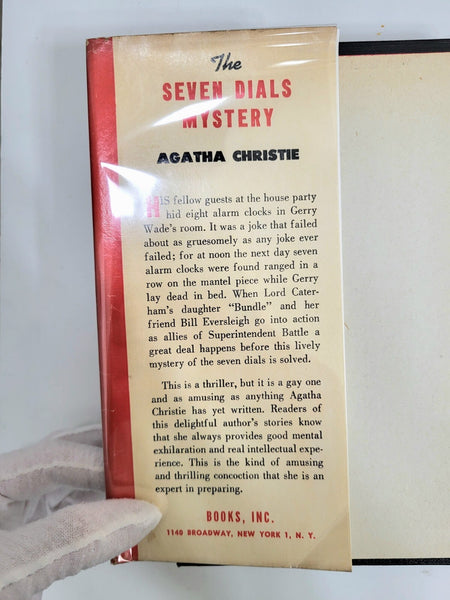 The
SEVEN DIALS
MYSTERY
AGATHA CHRISTIE
HIS fellow guests at the house party
hid eight alarm clocks in Gerry
Wade's room. It was a joke that failed
about as gruesomely as any joke ever
failed; for at noon the next day seven
alarm clocks were found ranged in a
row on the mantel piece while Gerry
lay dead in bed. When Lord Cater-
ham's daughter "Bundle" and her
friend Bill Eversleigh go into action
as allies of Superintendent Battle a
great deal happens before this lively
mystery of the seven dials is solved.
This is a thriller, but it is a gay one
and as amusing as anything Agatha
Christie has yet written. Readers of
this delightful author's stories know
that she always provides good mental
exhilaration and real intellectual expe-
rience. This is the kind of amusing
and thrilling concoction that she is an
expert in preparing.
BOOKS, INC.
1140 BROADWAY, NEW YORK 1, N. Y.